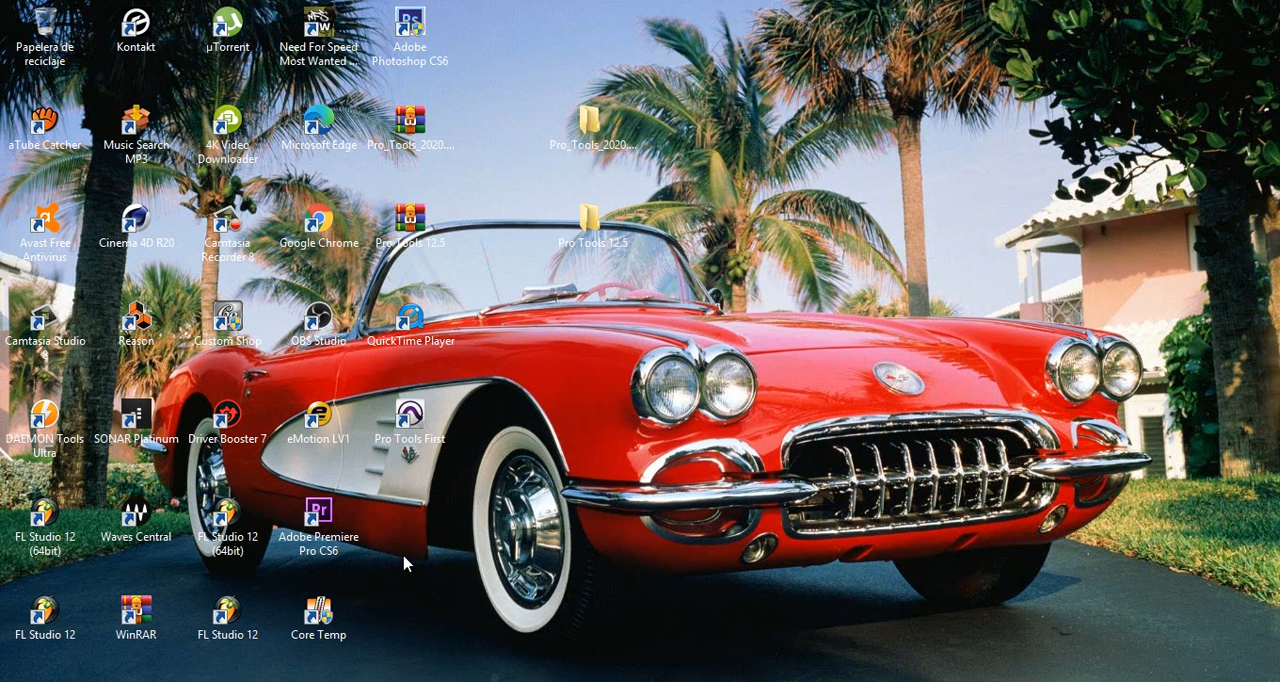 Papelera de
reciclaje
Kontakt
µTorrent
Need For Speed
Most Wanted ...
Adobe
Photoshop CS6
aTube Catcher
Music Search
MP3
4K Video
Downloader
Microsoft Edge
Pro_Tools_2020....
Pro_Tools_2020....
Avast Free
Antivirus
Cinema 4D R20
Camtasia
Recorder 8
Google Chrome
Pro Tools 12.5
Pro Tools 12.5
Camtasia Studio
8
Reason
Custom Shop
OBS Studio
QuickTime Player
DAEMON Tools
Ultra
SONAR Platinum
Driver Booster 7
eMotion LV1
Pro Tools First
FL Studio 12
(64bit)
Waves Central
FL Studio 12
(64bit)
Adobe Premiere
Pro CS6
FL Studio 12
WinRAR
FL Studio 12
Core Temp